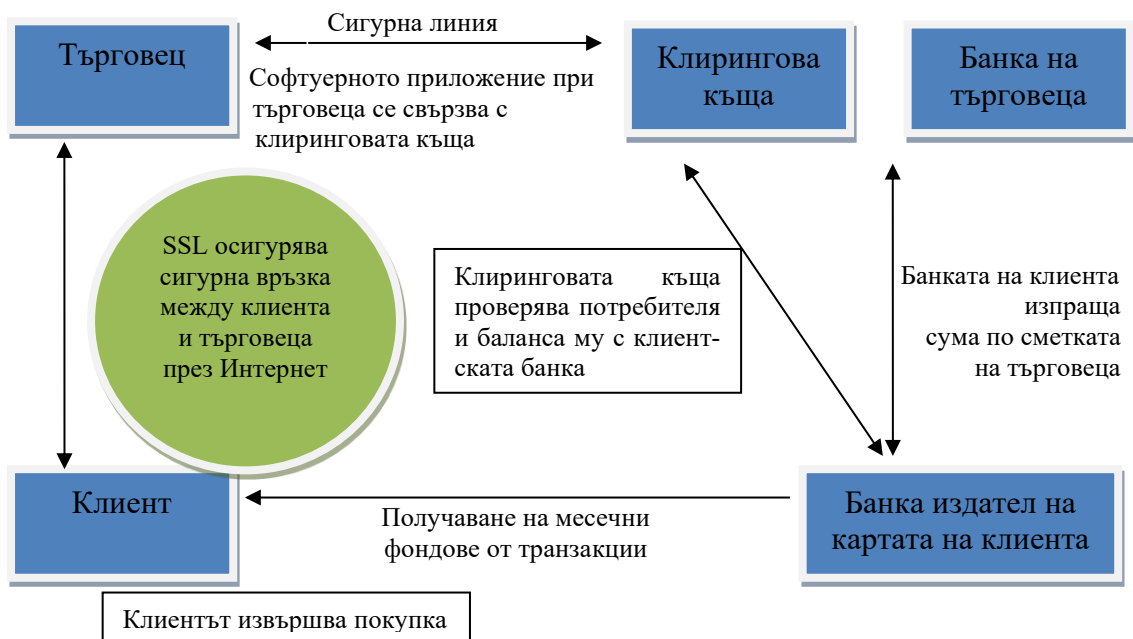 Търговец
Сигурна линия
Софтуерното приложение при
търговеца се свързва с
клиринговата къща
Клирингова
къща
Банка на
търговеца
SSL осигурява
сигурна връзка
между клиента
и търговеца
през Интернет
Клиринговата къща
проверява потребителя
и баланса му с клиент-
ската банка
Банката на клиента
изпраща
сума по сметката
на търговеца
Клиент
Получаване на месечни
фондове от транзакции
Банка издател на
картата на клиента
Клиентът извършва покупка